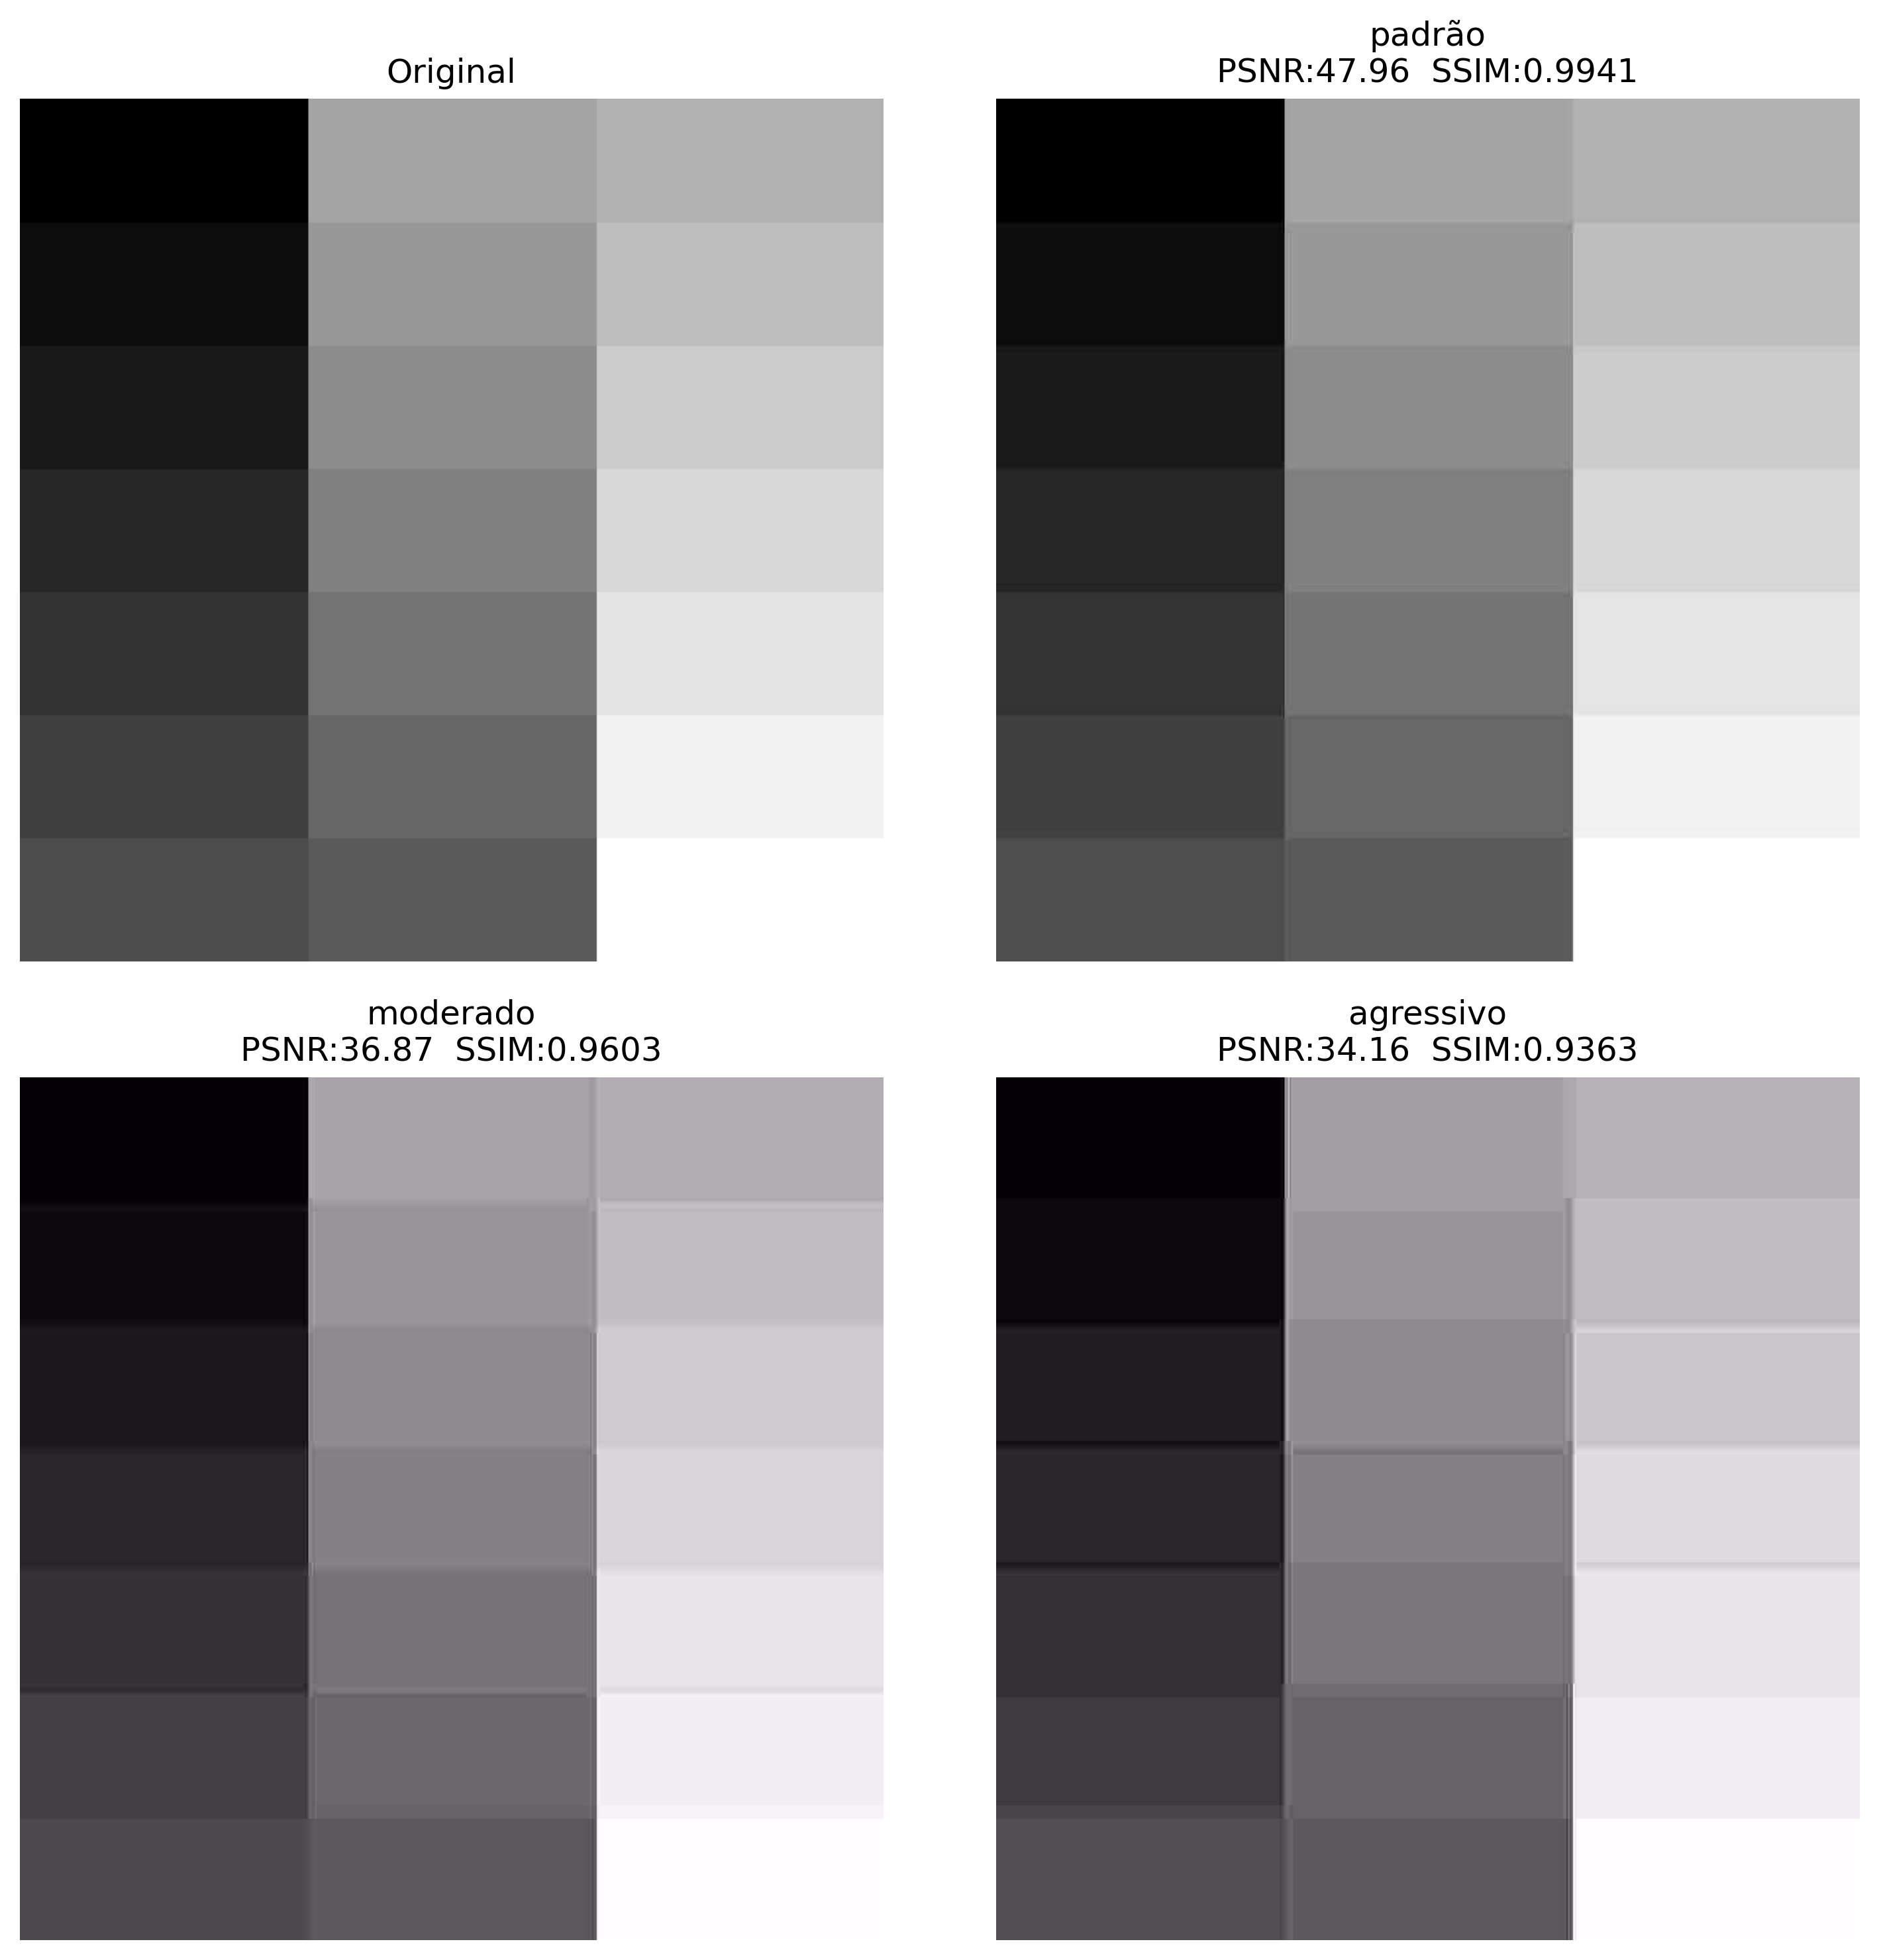 Original
padrão
PSNR:47.96 SSIM:0.9941
moderado
PSNR:36.87 SSIM:0.9603
agressivo
PSNR:34.16 SSIM:0.9363